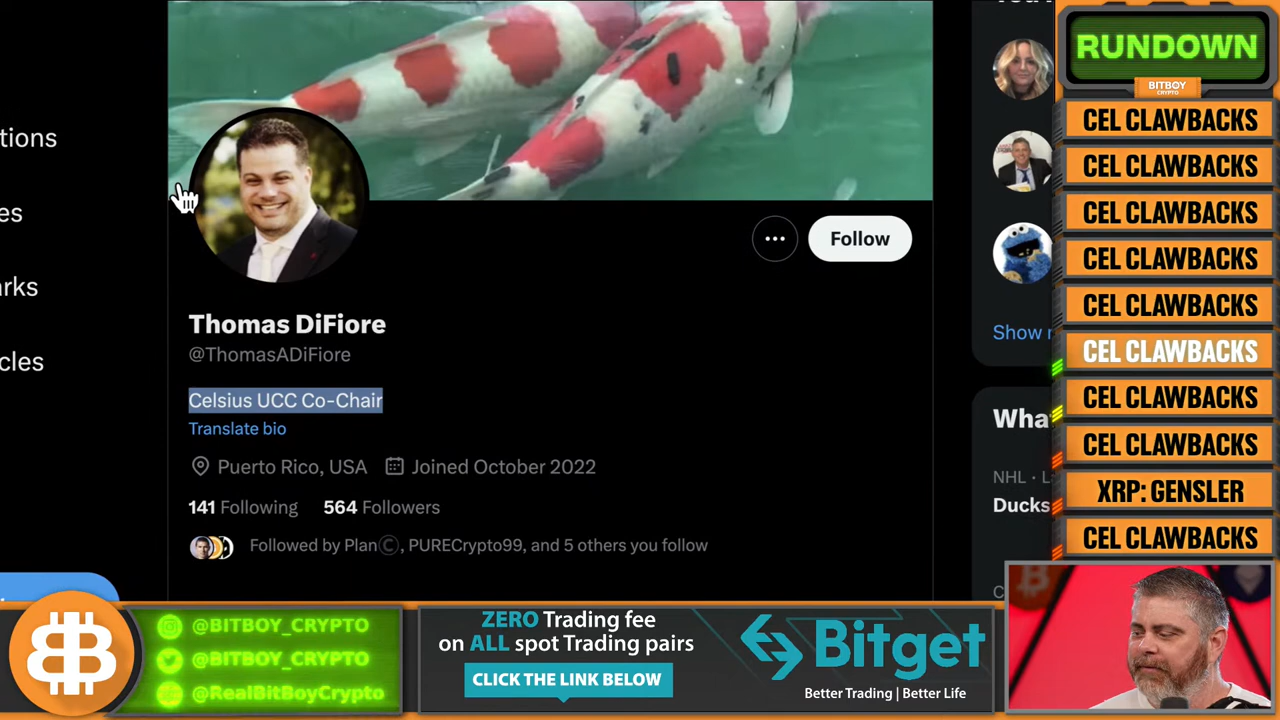 tions
es
rks
cles
Follow
Thomas DiFiore
@ThomasADiFiore
Celsius UCC Co-Chair
Translate bio
Puerto Rico, USA Joined October 2022
141 Following 564 Followers
Followed by Plan©, PURECrypto99, and 5 others you follow
Show
NHL · L
Ducks
RUNDOWN
BITBOY
CRYPTO
CEL CLAWBACKS
CEL CLAWBACKS
CEL CLAWBACKS
CEL CLAWBACKS
CEL CLAWBACKS
CEL CLAWBACKS
CEL CLAWBACKS
CEL CLAWBACKS
XRP: GENSLER
CEL CLAWBACKS
@BITBOY_CRYPTO
@BITBOY_CRYPTO
@RealBitBoyCrypto
ZERO Trading fee
on ALL spot Trading pairs
CLICK THE LINK BELOW
Bitget
Better Trading | Better Life